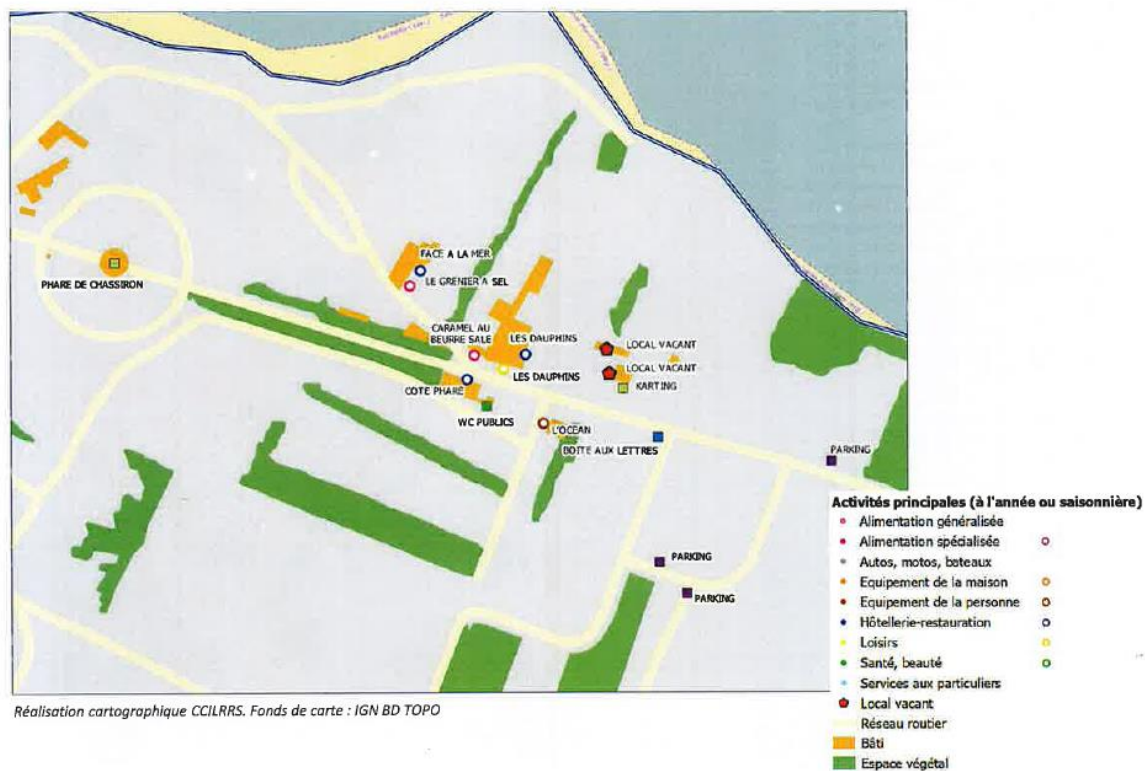 FACE A LA MER
LE GRENIER A SEL
PHARE DE CHASSIRON
CARAMEL AU
BEURRE SALE
LES DAUPHINS
LOCAL VACANT
LOCAL VACANT
LES DAUPHINS
COTE PHARE
KARTING
WC PUBLICS
L'OCEAN
BOITE AUX LETTRES
PARKING
PARKING
PARKING
Activités principales (à l'année ou saisonnière)
Alimentation généralisée
Alimentation spécialisée
Autos, motos, bateaux
Equipement de la maison
Equipement de la personne
Hôtellerie-restauration
Loisirs
Santé, beauté
Services aux particuliers
Local vacant
Réseau routier
Bâti
Espace végétal
Réalisation cartographique CCILRRS. Fonds de carte : IGN BD TOPO